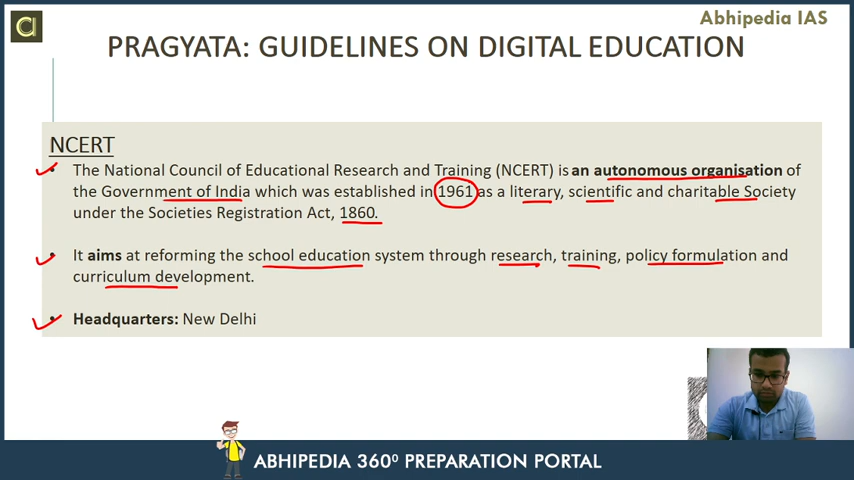 Abhipedia IAS
PRAGYATA: GUIDELINES ON DIGITAL EDUCATION
NCERT
• The National Council of Educational Research and Training (NCERT) is an autonomous organisation of
the Government of India which was established in 1961 as a literary, scientific and charitable Society
under the Societies Registration Act, 1860.
• It aims at reforming the school education system through research, training, policy formulation and
curriculum development.
• Headquarters: New Delhi
ABHIPEDIA 360⁰ PREPARATION PORTAL